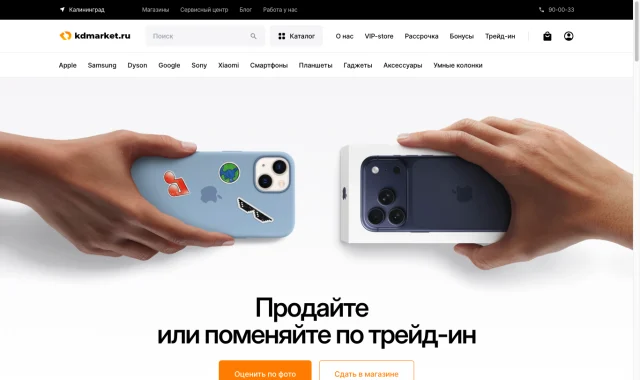 Калининград Магазины Сервисный центр Блог Работа у нас 90-00-33
kdmarket.ru Поиск Каталог О нас VIP-store Рассрочка Бонусы Трейд-ин
Apple Samsung Dyson Google Sony Xiaomi Смартфоны Планшеты Гаджеты Аксессуары Умные колонки
Продайте
или поменяйте по трейд-ин
Оценить по фото Сдать в магазине